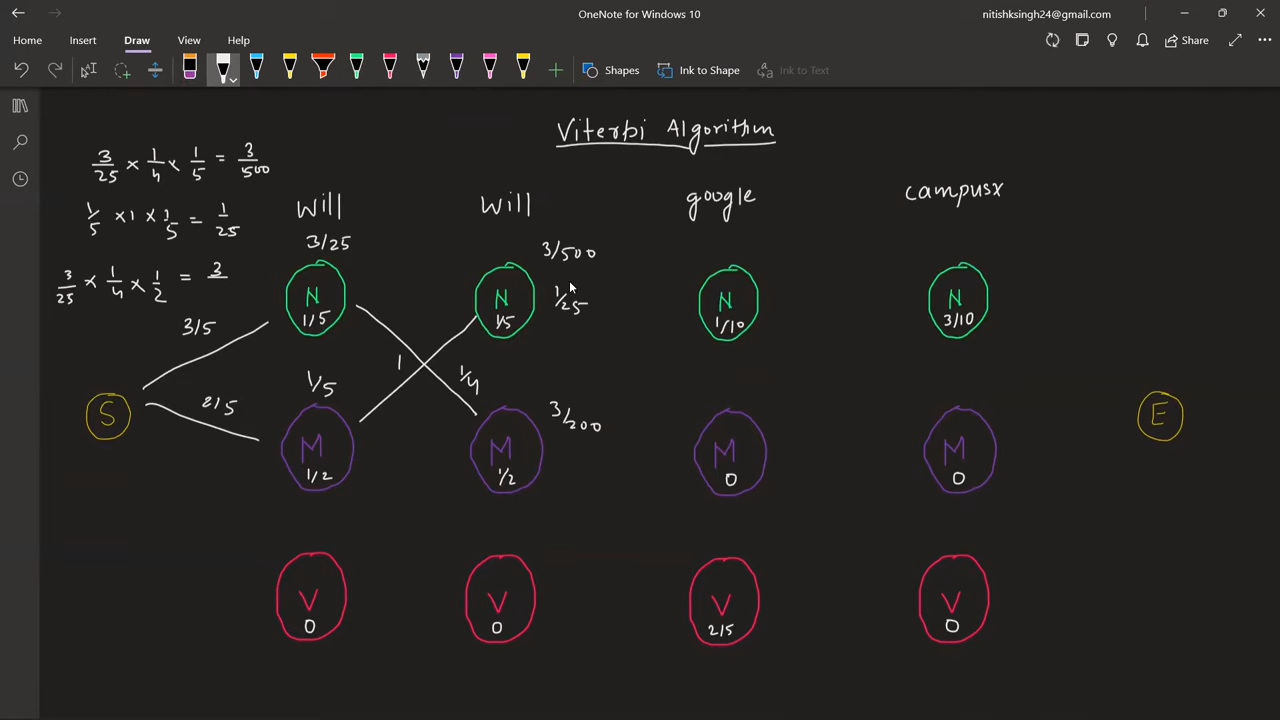 OneNote for Windows 10
nitishksingh24@gmail.com
Home Insert Draw View Help
Share
Shapes Ink to Shape Ink to Text
Viterbi Algorithm
3/25 × 1/4 × 1/5 = 3/500
1/5 × 1 × 1/5 = 1/25
3/25 × 1/4 × 1/2 = 3
Will Will google campusx
3/25 3/500
1/25
N N N N
1/5 1/5 1/10 3/10
3/5
1 1/4
2/5 1/5 3/200
S E
M M M M
1/2 1/2 0 0
V V V V
0 0 2/5 0